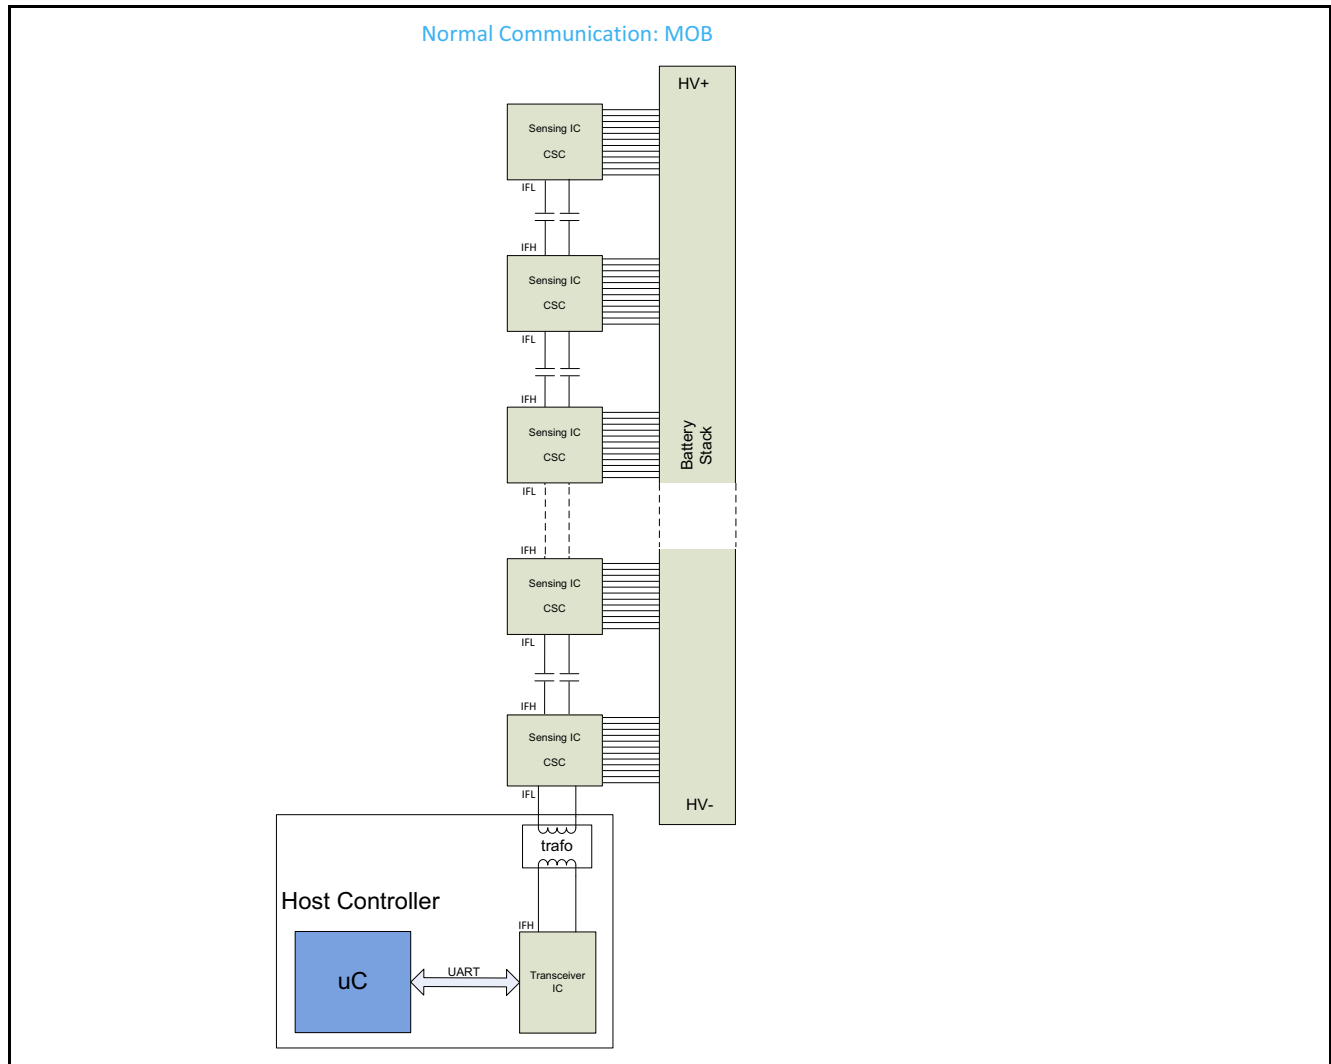 Normal Communication: MOB
HV+
Sensing IC
CSC
IFL
IFH
Sensing IC
CSC
IFL
IFH
Sensing IC
CSC
Battery
Stack
IFL
IFH
Sensing IC
CSC
IFL
IFH
Sensing IC
CSC
IFL
HV-
trafo
Host Controller
IFH
uC
UART
Transceiver
IC